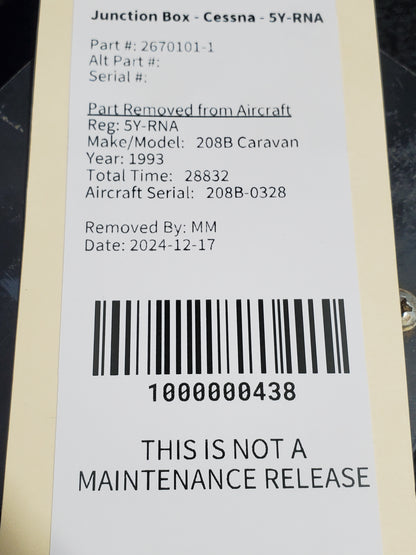 Junction Box - Cessna - 5Y-RNA
Part #: 2670101-1
Alt Part #:
Serial #:
Part Removed from Aircraft
Reg: 5Y-RNA
Make/Model: 208B Caravan
Year: 1993
Total Time: 28832
Aircraft Serial: 208B-0328
Removed By: MM
Date: 2024-12-17
1000000438
THIS IS NOT A
MAINTENANCE RELEASE